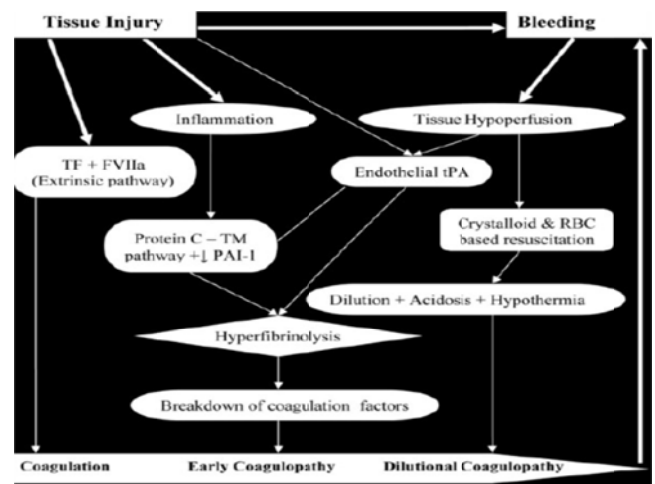 Tissue Injury
Bleeding
Inflammation
Tissue Hypoperfusion
TF + FVIIa
(Extrinsic pathway)
Endothelial tPA
Protein C – TM
pathway +↓ PAI-1
Crystalloid & RBC
based resuscitation
Dilution + Acidosis + Hypothermia
Hyperfibrinolysis
Breakdown of coagulation factors
Coagulation
Early Coagulopathy
Dilutional Coagulopathy